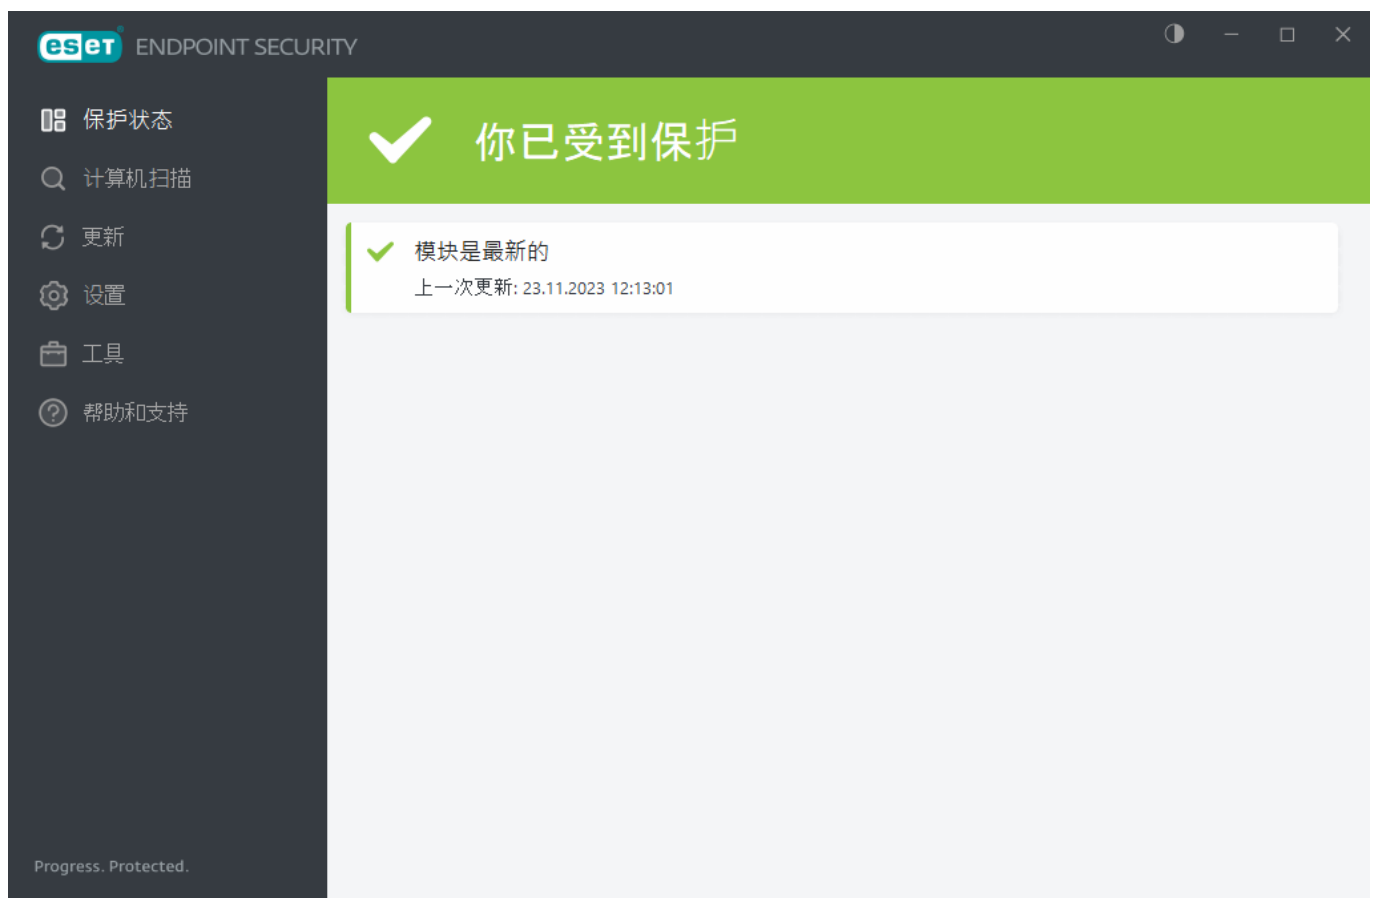 eset ENDPOINT SECURITY
保护状态
计算机扫描
更新
设置
工具
帮助和支持
Progress. Protected.
你已受到保护
模块是最新的
上一次更新: 23.11.2023 12:13:01